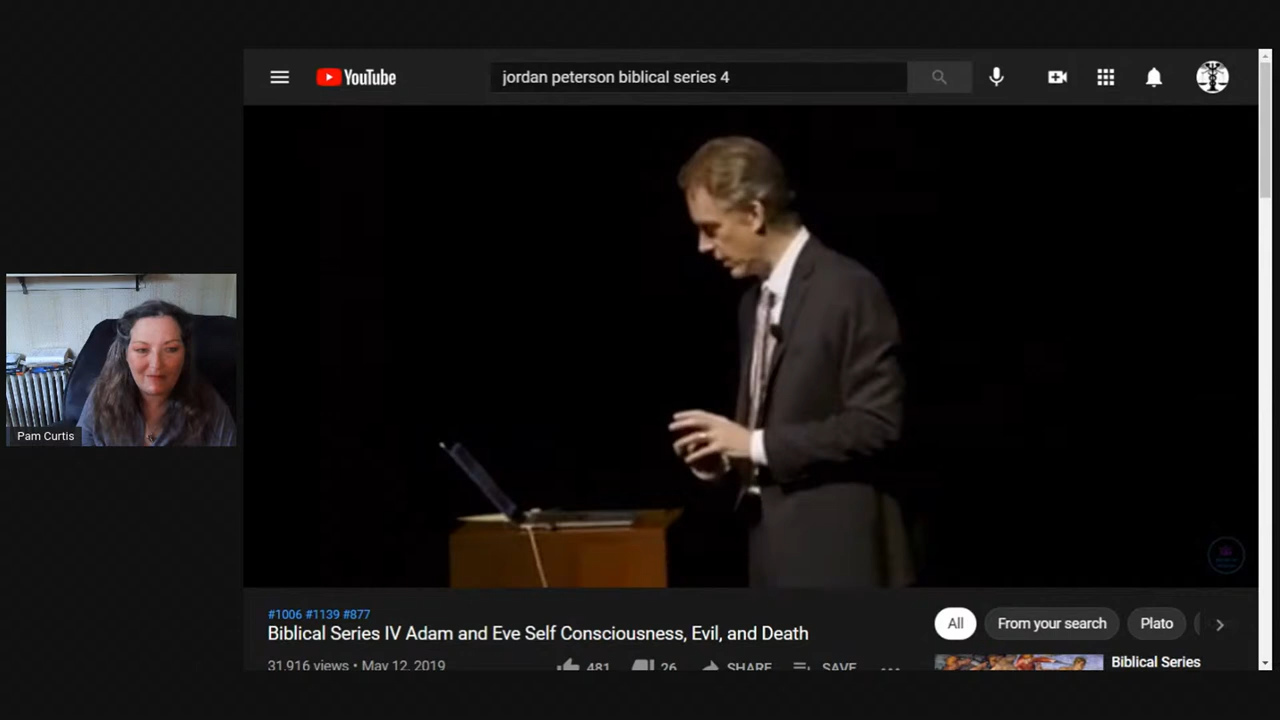 YouTube
jordan peterson biblical series 4
Pam Curtis
#1006 #1139 #877
Biblical Series IV Adam and Eve Self Consciousness, Evil, and Death
31,916 views • May 12, 2019
481
26
SHARE
SAVE
All
From your search
Plato
Biblical Series